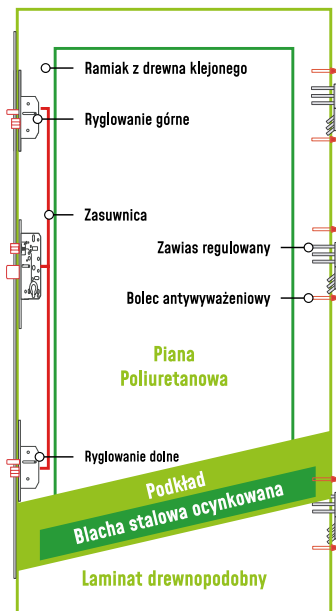 Ramiak z drewna klejonego
Ryglowanie górne
Zasuwnica
Zawias regulowany
Bolec antywyważeniowy
Piana
Poliuretanowa
Ryglowanie dolne
Podkład
Blacha stalowa ocynkowana
Laminat drewnopodobny